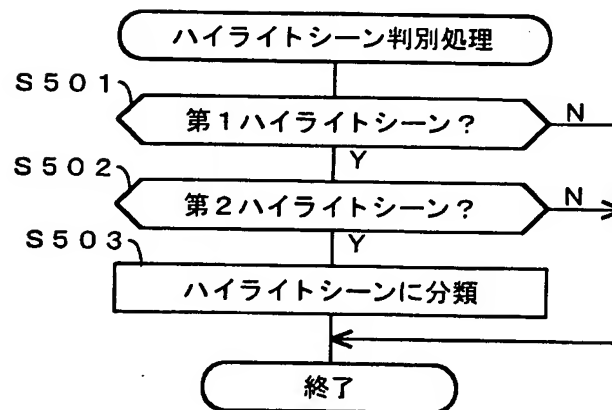 ハイライトシーン判別処理
S501
第1ハイライトシーン?
N
Y
S502
第2ハイライトシーン?
N
Y
S503
ハイライトシーンに分類
終了